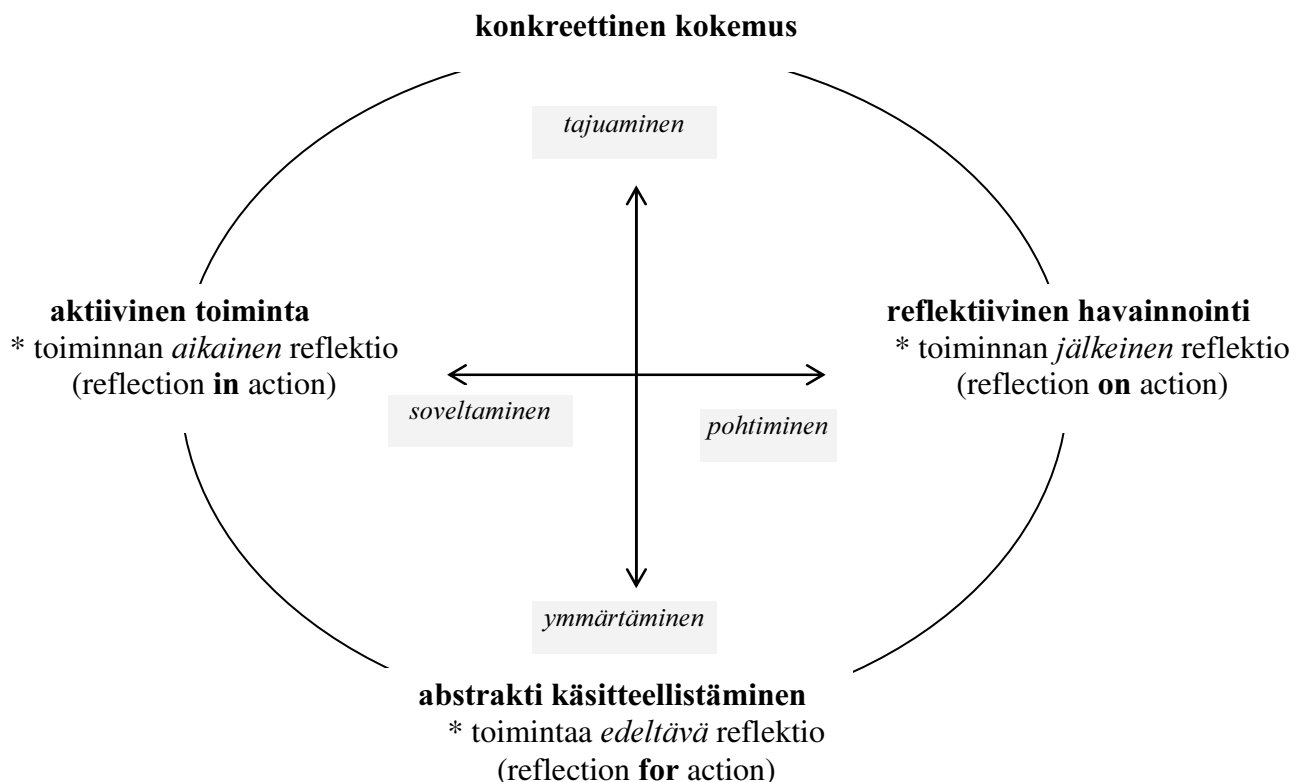 konkreettinen kokemus
tajuaminen
aktiivinen toiminta
* toiminnan aikainen reflektio
(reflection in action)
reflektiivinen havainnointi
* toiminnan jälkeinen reflektio
(reflection on action)
soveltaminen
pohtiminen
ymmärtäminen
abstrakti käsitteellistäminen
* toimintaa edeltävä reflektio
(reflection for action)